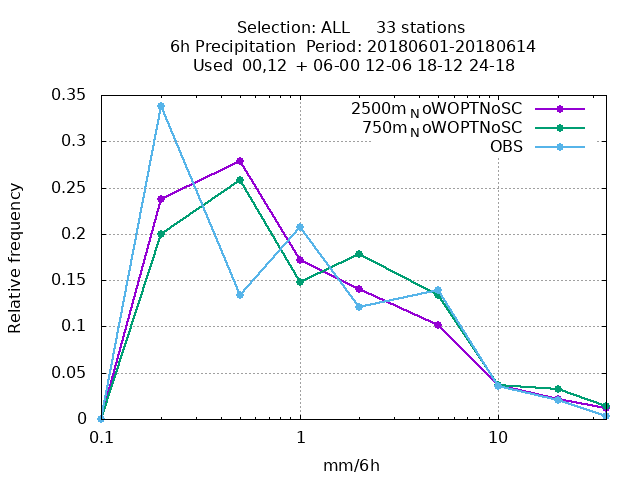 Selection: ALL 33 stations
6h Precipitation Period: 20180601-20180614
Used 00,12 + 06-00 12-06 18-12 24-18
2500m_NoWOPTNoSC
750m_NoWOPTNoSC
OBS
Relative frequency
0.35
0.3
0.25
0.2
0.15
0.1
0.05
0
0.1 1 10
mm/6h